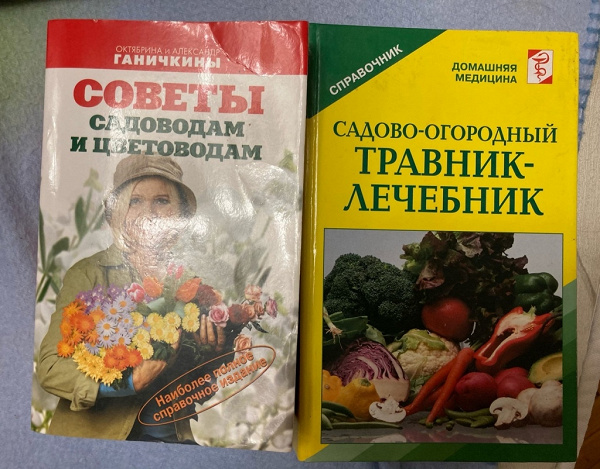 ОКТЯБРИНА и АЛЕКСАНДР
ГАНИЧКИНЫ
СОВЕТЫ
САДОВОДАМ
И ЦВЕТОВОДАМ
Наиболее полное
справочное издание
СПРАВОЧНИК
ДОМАШНЯЯ
МЕДИЦИНА
САДОВО-ОГОРОДНЫЙ
ТРАВНИК-
ЛЕЧЕБНИК